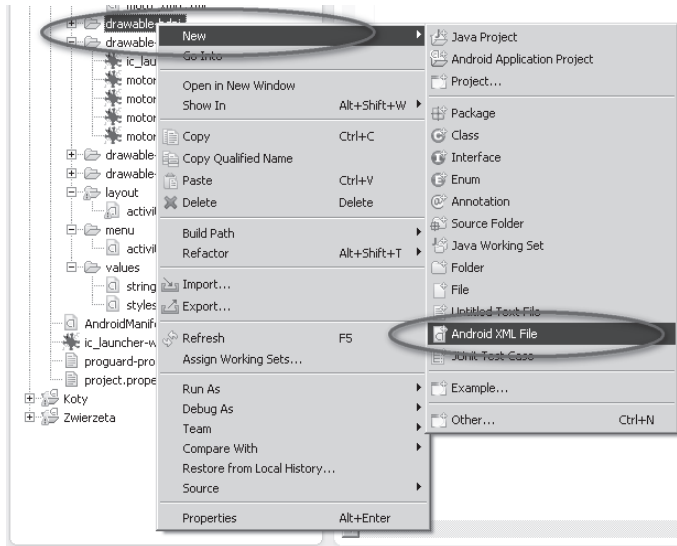 drawable-hdpi
drawable-
ic_lau
motor
motor
motor
motor
drawable-
drawable-
layout
activi
menu
activi
values
string
styles
AndroidManife
ic_launcher-w
proguard-pro
project.prope
Koty
Zwierzeta
New
Go Into
Open in New Window
Show In Alt+Shift+W
Copy Ctrl+C
Copy Qualified Name
Paste Ctrl+V
Delete Delete
Build Path
Refactor Alt+Shift+T
Import...
Export...
Refresh F5
Assign Working Sets...
Run As
Debug As
Team
Compare With
Restore from Local History...
Source
Properties Alt+Enter
Java Project
Android Application Project
Project...
Package
Class
Interface
Enum
Annotation
Source Folder
Java Working Set
Folder
File
Untitled Text File
Android XML File
JUnit Test Case
Example...
Other... Ctrl+N